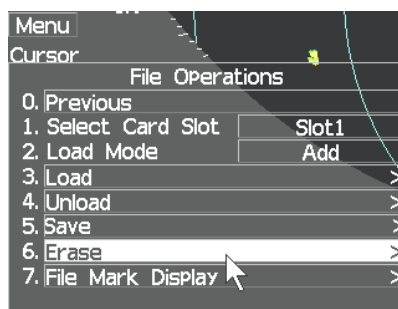 Menu
Cursor
File Operations
0. Previous
1. Select Card Slot Slot1
2. Load Mode Add
3. Load >
4. Unload >
5. Save >
6. Erase >
7. File Mark Display >